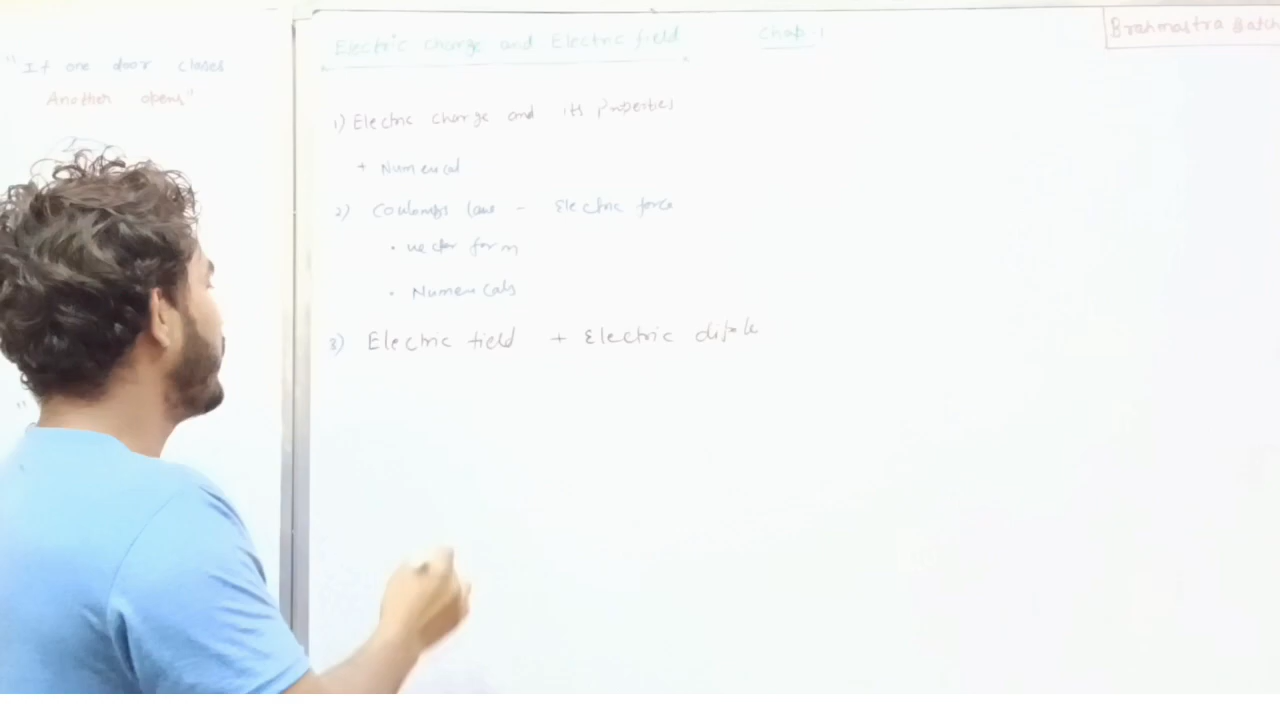 "If one door closes
Another opens"
Electric charge and Electric field Chap 1
Brahmastra Batch
1) Electric charge and its Properties
+ Numerical
2) Coulombs law - Electric force
• vector form
• Numericals
3) Electric field + Electric dipole